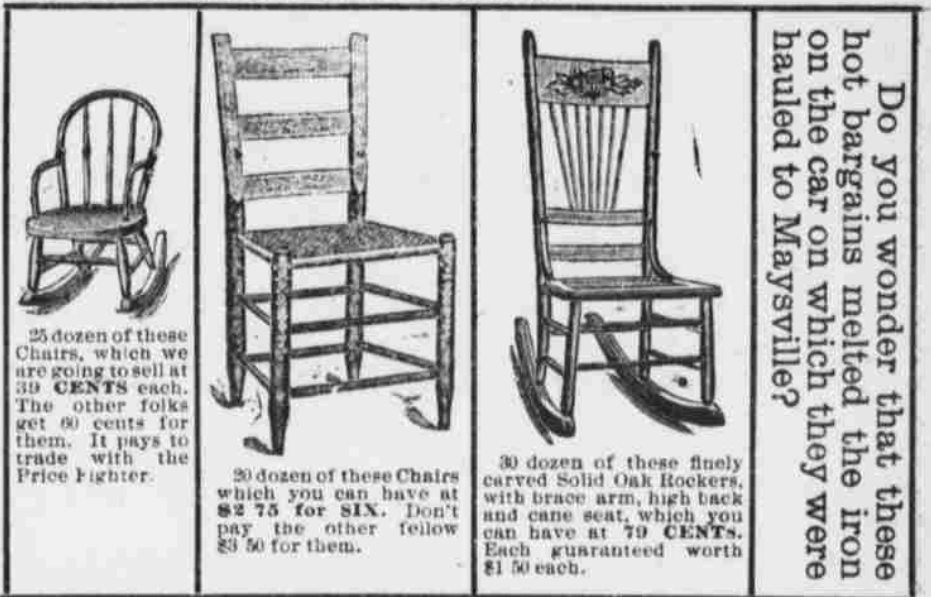 25 dozen of these
Chairs, which we
are going to sell at
39 CENTS each.
The other folks
get 60 cents for
them. It pays to
trade with the
Price Fighter.
20 dozen of these Chairs
which you can have at
$2 75 for SIX. Don't
pay the other fellow
$3 50 for them.
30 dozen of these finely
carved Solid Oak Rockers,
with brace arm, high back
and cane seat, which you
can have at 79 CENTS.
Each guaranteed worth
$1 50 each.
Do you wonder that these
hot bargains melted the iron
on the car on which they were
hauled to Maysville?